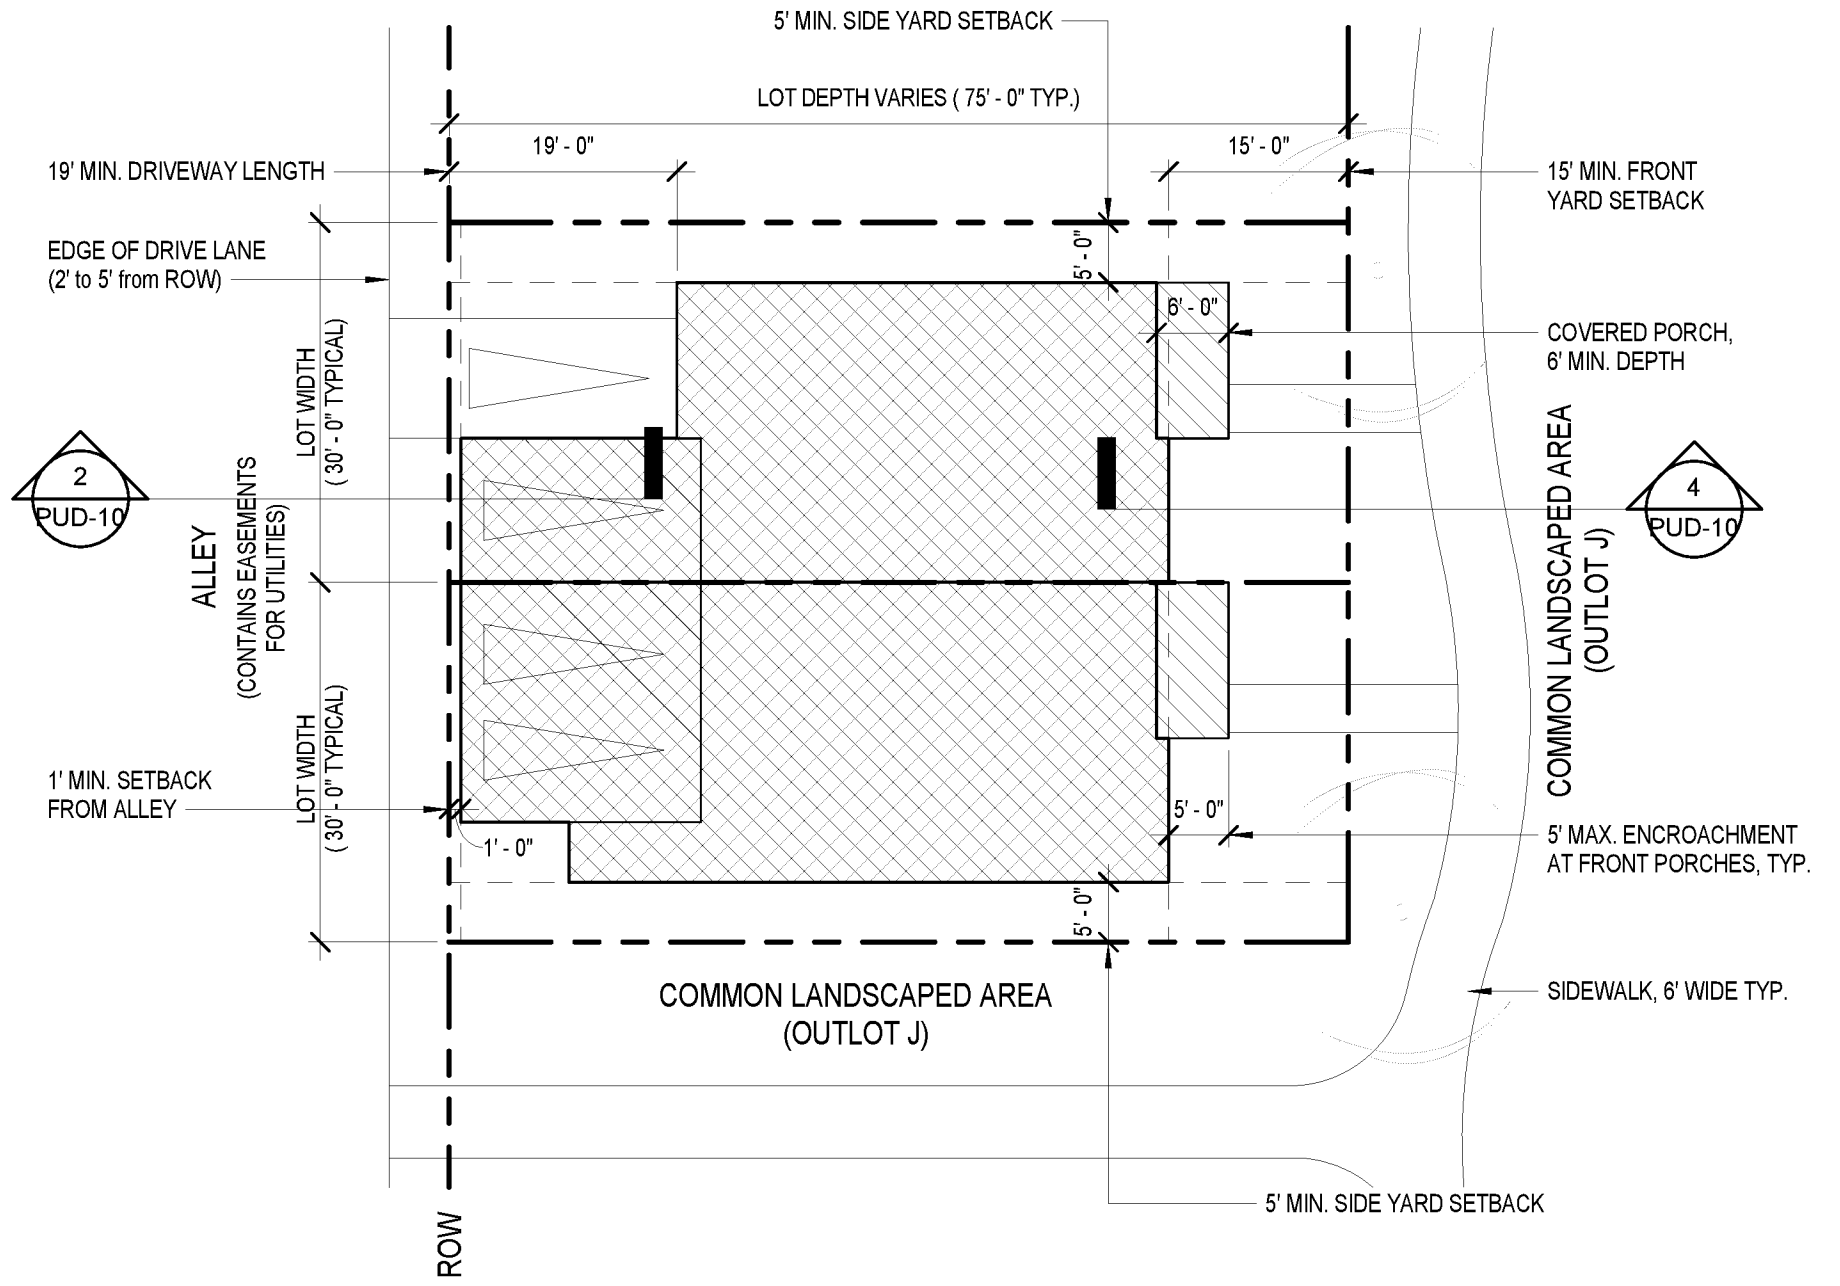 5' MIN. SIDE YARD SETBACK
LOT DEPTH VARIES ( 75' - 0" TYP.)
19' - 0"
15' - 0"
19' MIN. DRIVEWAY LENGTH
15' MIN. FRONT
YARD SETBACK
EDGE OF DRIVE LANE
(2' to 5' from ROW)
5' - 0"
6' - 0"
COVERED PORCH,
6' MIN. DEPTH
LOT WIDTH
( 30' - 0" TYPICAL)
2
PUD-10
ALLEY
(CONTAINS EASEMENTS
FOR UTILITIES)
4
PUD-10
COMMON LANDSCAPED AREA
(OUTLOT J)
LOT WIDTH
( 30' - 0" TYPICAL)
1' MIN. SETBACK
FROM ALLEY
1' - 0"
5' - 0"
5' MAX. ENCROACHMENT
AT FRONT PORCHES, TYP.
5' - 0"
COMMON LANDSCAPED AREA
(OUTLOT J)
SIDEWALK, 6' WIDE TYP.
5' MIN. SIDE YARD SETBACK
ROW